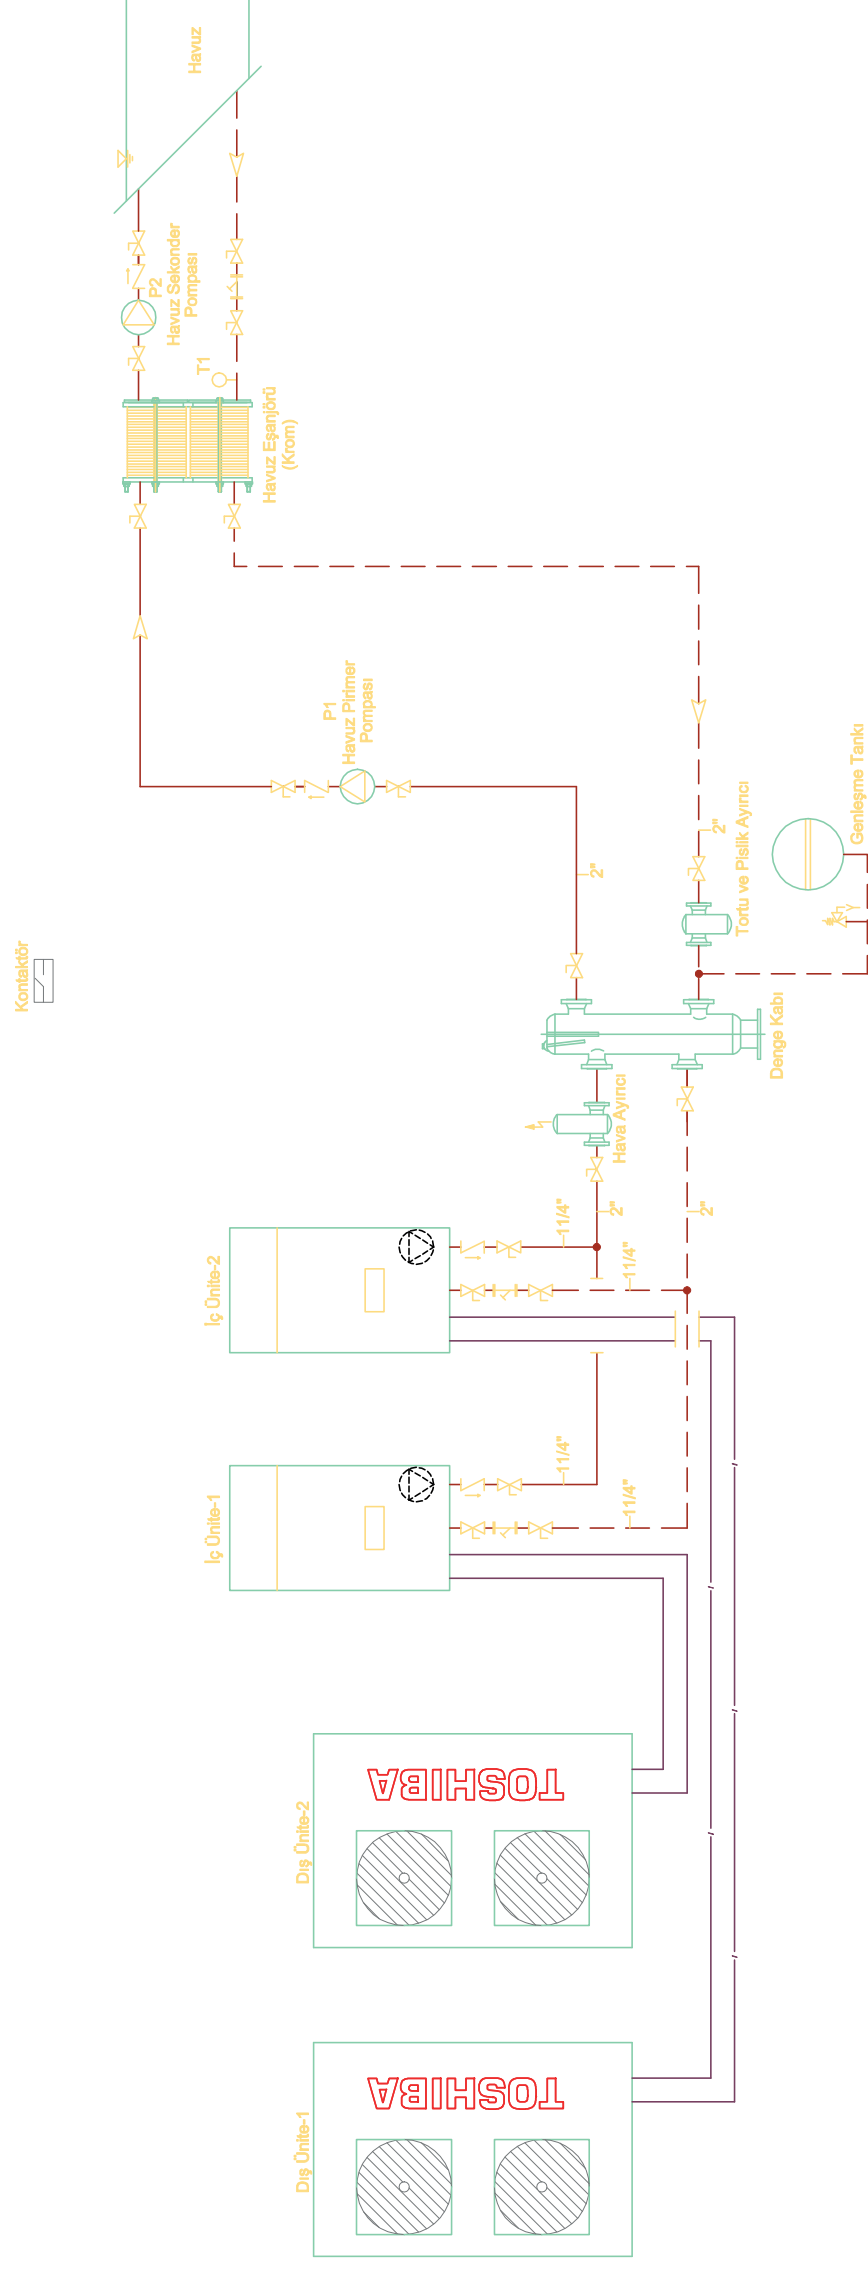 Dış Ünite-1
TOSHIBA
Dış Ünite-2
TOSHIBA
İç Ünite-1
11/4"
11/4"
İç Ünite-2
11/4"
11/4"
2"
2"
Hava Ayırıcı
Denge Kabı
Kontaktör
2"
2"
Tortu ve Pislik Ayırıcı
Genleşme Tankı
P1
Havuz Pirimer
Pompası
Havuz Eşanjörü
(Krom)
T1
P2
Havuz Sekonder
Pompası
Havuz